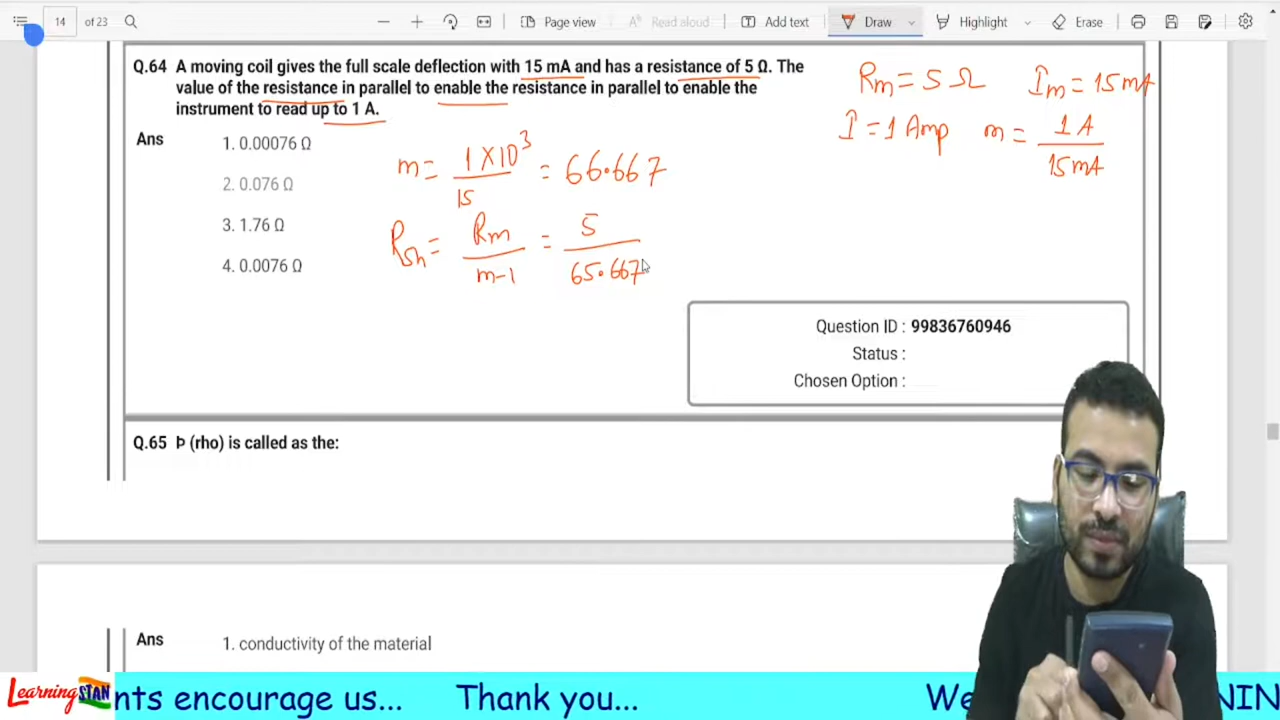 14 of 23
Page view
Read aloud
Add text
Draw
Highlight
Erase
Q.64 A moving coil gives the full scale deflection with 15 mA and has a resistance of 5 Ω. The
value of the resistance in parallel to enable the resistance in parallel to enable the
instrument to read up to 1 A.
Ans
1. 0.00076 Ω
2. 0.076 Ω
3. 1.76 Ω
4. 0.0076 Ω
Rm = 5 Ω Im = 15 mA
I = 1 Amp m = 1 A / 15 mA
m = 1 X 10³ / 15 = 66.667
Rsh = Rm / m-1 = 5 / 65.667
Question ID : 99836760946
Status :
Chosen Option :
Q.65 Þ (rho) is called as the:
Ans
1. conductivity of the material
Learning STAN
nts encourage us... Thank you... We
NIN